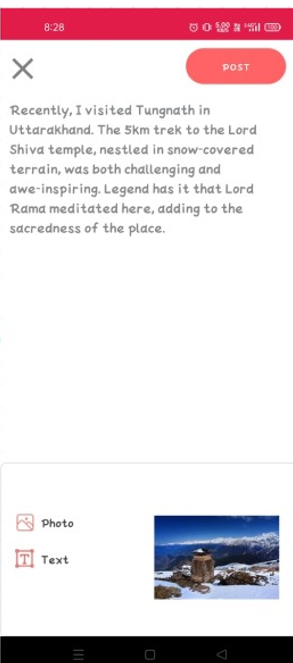 8:28
POST
Recently, I visited Tungnath in
Uttarakhand. The 5km trek to the Lord
Shiva temple, nestled in snow-covered
terrain, was both challenging and
awe-inspiring. Legend has it that Lord
Rama meditated here, adding to the
sacredness of the place.
Photo
Text